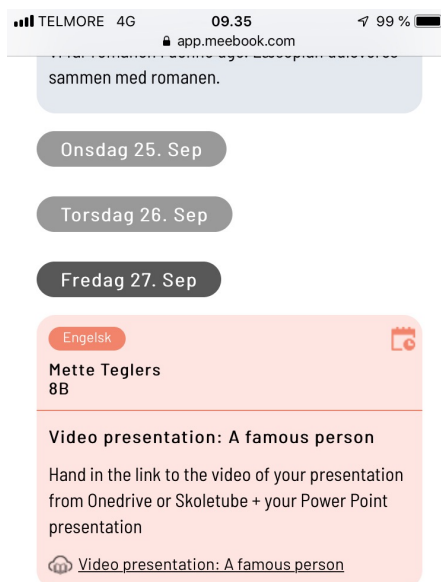 TELMORE 4G 09.35 99 %
app.meebook.com
sammen med romanen.
Onsdag 25. Sep
Torsdag 26. Sep
Fredag 27. Sep
Engelsk
Mette Teglers
8B
Video presentation: A famous person
Hand in the link to the video of your presentation
from Onedrive or Skoletube + your Power Point
presentation
Video presentation: A famous person